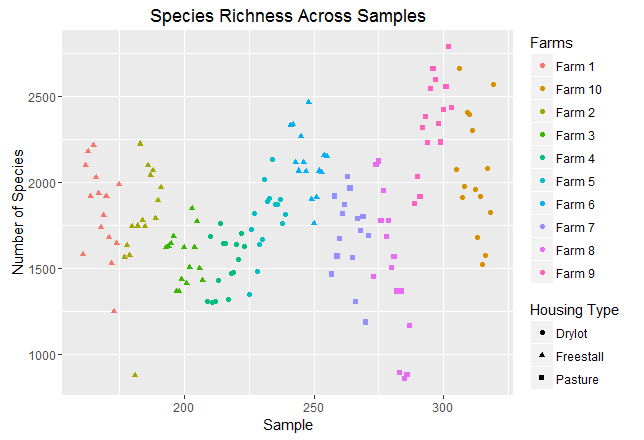 Species Richness Across Samples
Number of Species
2500
2000
1500
1000
200
250
300
Sample
Farms
Farm 1
Farm 10
Farm 2
Farm 3
Farm 4
Farm 5
Farm 6
Farm 7
Farm 8
Farm 9
Housing Type
Drylot
Freestall
Pasture